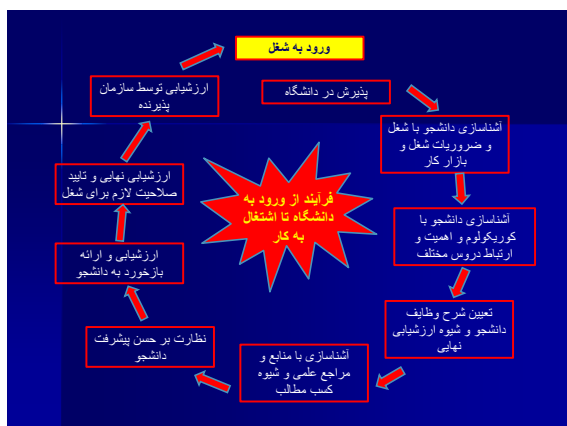 ورود به شغل
پذیرش در دانشگاه
آشناسازی دانشجو با شغل
و ضروریات شغل و
بازار کار
آشناسازی دانشجو با
کوریکولوم و اهمیت و
ارتباط دروس مختلف
تعیین شرح وظایف
دانشجو و شیوه ارزشیابی
نهایی
آشناسازی با منابع و
مراجع علمی و شیوه
کسب مطالب
نظارت بر حسن پیشرفت
دانشجو
ارزشیابی و ارائه
بازخورد به دانشجو
ارزشیابی نهایی و تایید
صلاحیت لازم برای شغل
ارزشیابی توسط سازمان
پذیرنده
فرآیند از ورود به
دانشگاه تا اشتغال
به کار